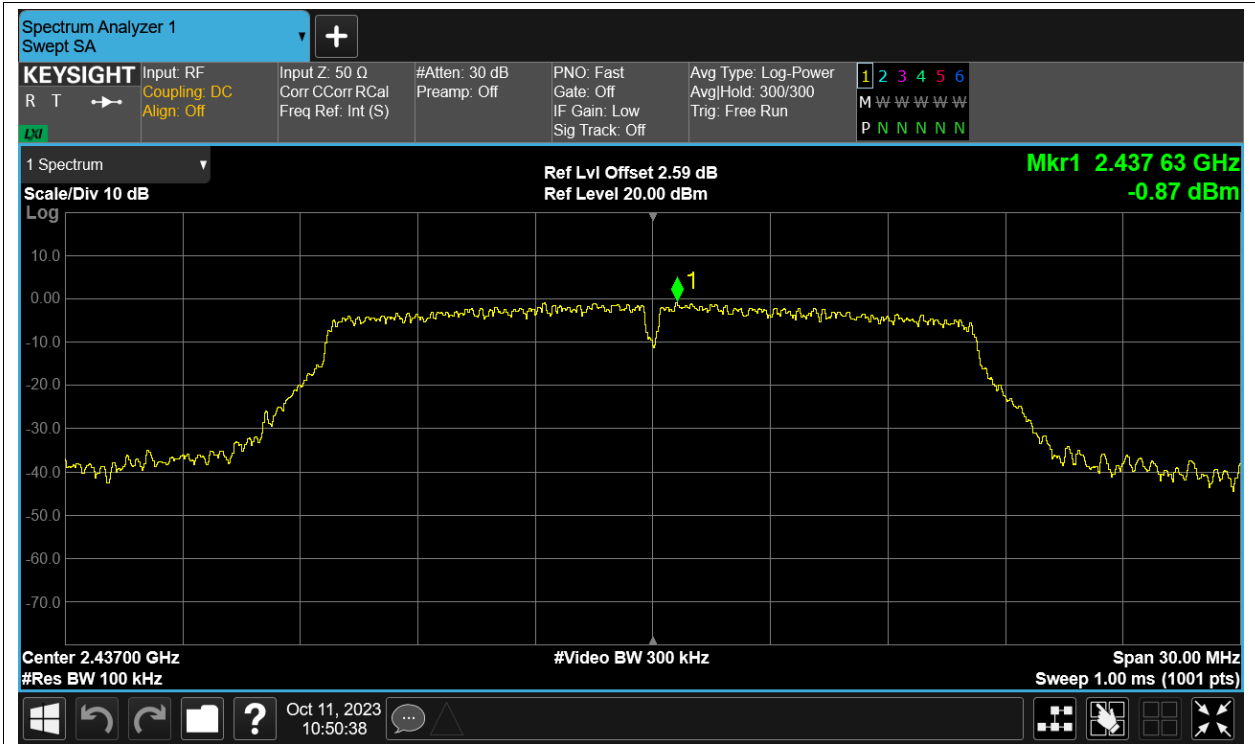 Spectrum Analyzer 1
Swept SA
+
KEYSIGHT
R T
LXI
Input: RF
Coupling: DC
Align: Off
Input Z: 50 Ω
Corr CCorr RCal
Freq Ref: Int (S)
#Atten: 30 dB
Preamp: Off
PNO: Fast
Gate: Off
IF Gain: Low
Sig Track: Off
Avg Type: Log-Power
Avg|Hold: 300/300
Trig: Free Run
1 2 3 4 5 6
M W W W W W
P N N N N N
1 Spectrum
Scale/Div 10 dB
Ref Lvl Offset 2.59 dB
Ref Level 20.00 dBm
Mkr1 2.437 63 GHz
-0.87 dBm
Log
10.0
0.00
-10.0
-20.0
-30.0
-40.0
-50.0
-60.0
-70.0
1
Center 2.43700 GHz
#Res BW 100 kHz
#Video BW 300 kHz
Span 30.00 MHz
Sweep 1.00 ms (1001 pts)
?
Oct 11, 2023
10:50:38